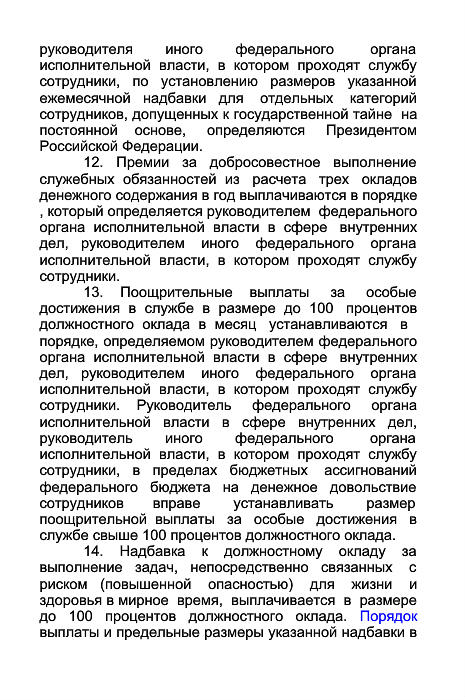 руководителя иного федерального органа
исполнительной власти, в котором проходят службу
сотрудники, по установлению размеров указанной
ежемесячной надбавки для отдельных категорий
сотрудников, допущенных к государственной тайне на
постоянной основе, определяются Президентом
Российской Федерации.
12. Премии за добросовестное выполнение
служебных обязанностей из расчета трех окладов
денежного содержания в год выплачиваются в порядке
, который определяется руководителем федерального
органа исполнительной власти в сфере внутренних
дел, руководителем иного федерального органа
исполнительной власти, в котором проходят службу
сотрудники.
13. Поощрительные выплаты за особые
достижения в службе в размере до 100 процентов
должностного оклада в месяц устанавливаются в
порядке, определяемом руководителем федерального
органа исполнительной власти в сфере внутренних
дел, руководителем иного федерального органа
исполнительной власти, в котором проходят службу
сотрудники. Руководитель федерального органа
исполнительной власти в сфере внутренних дел,
руководитель иного федерального органа
исполнительной власти, в котором проходят службу
сотрудники, в пределах бюджетных ассигнований
федерального бюджета на денежное довольствие
сотрудников вправе устанавливать размер
поощрительной выплаты за особые достижения в
службе свыше 100 процентов должностного оклада.
14. Надбавка к должностному окладу за
выполнение задач, непосредственно связанных с
риском (повышенной опасностью) для жизни и
здоровья в мирное время, выплачивается в размере
до 100 процентов должностного оклада. Порядок
выплаты и предельные размеры указанной надбавки в